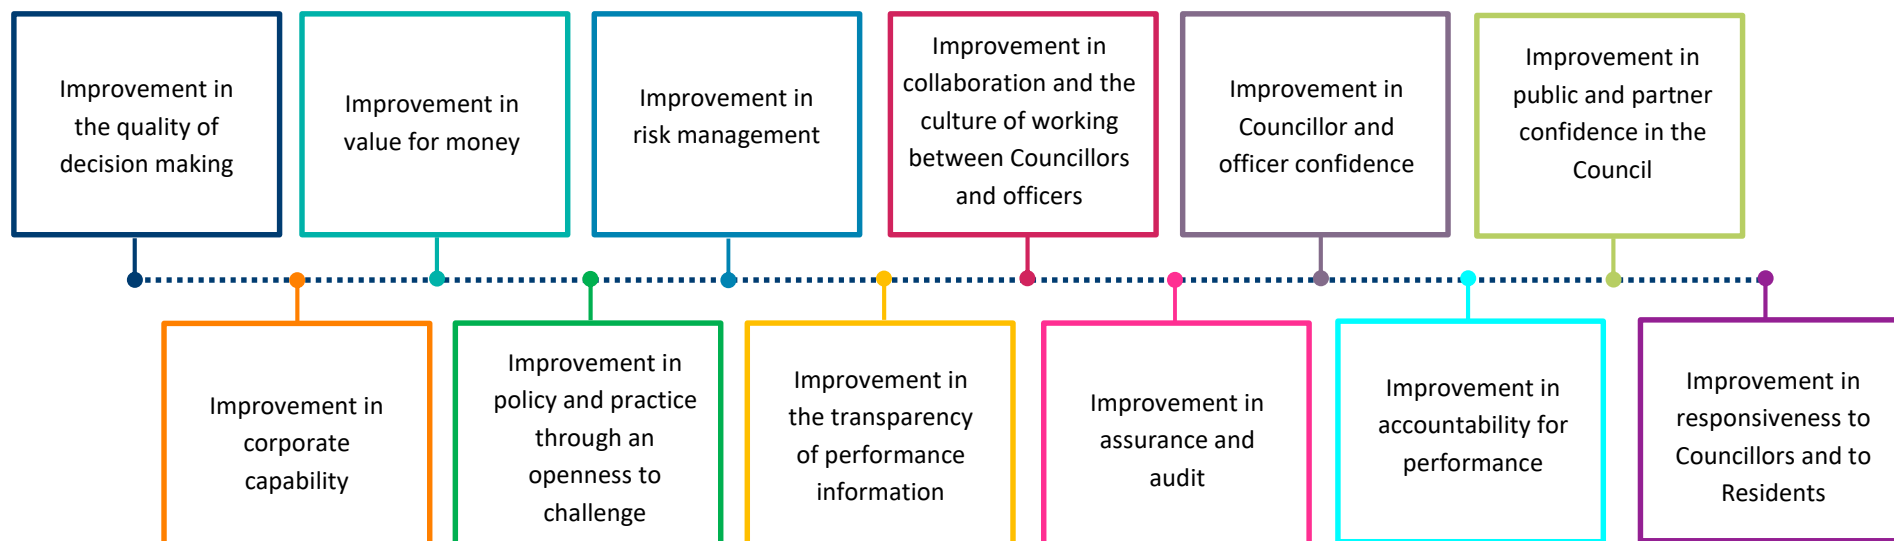 Improvement in
the quality of
decision making
Improvement in
value for money
Improvement in
risk management
Improvement in
collaboration and the
culture of working
between Councillors
and officers
Improvement in
Councillor and
officer confidence
Improvement in
public and partner
confidence in the
Council
Improvement in
corporate
capability
Improvement in
policy and practice
through an
openness to
challenge
Improvement in
the transparency
of performance
information
Improvement in
assurance and
audit
Improvement in
accountability for
performance
Improvement in
responsiveness to
Councillors and to
Residents